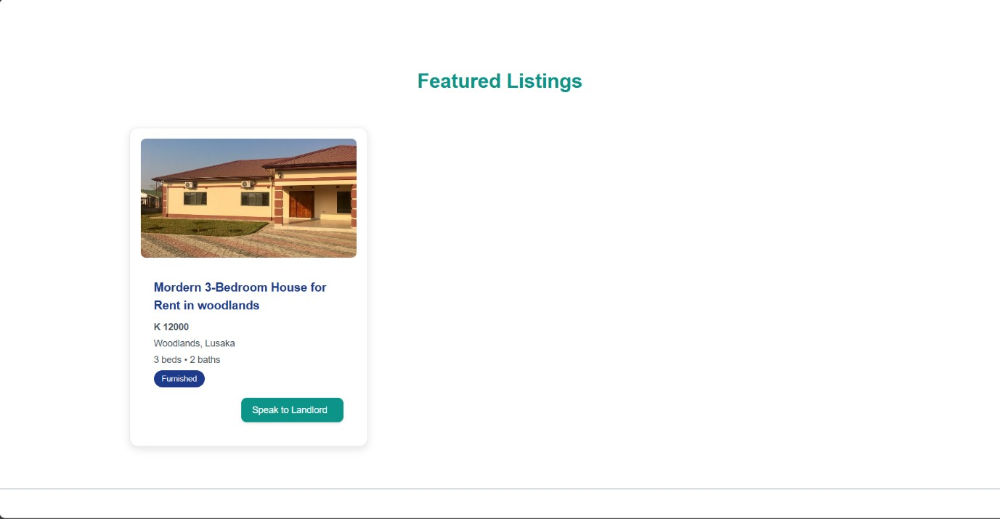 Featured Listings
Mordern 3-Bedroom House for
Rent in woodlands
K 12000
Woodlands, Lusaka
3 beds • 2 baths
Furnished
Speak to Landlord